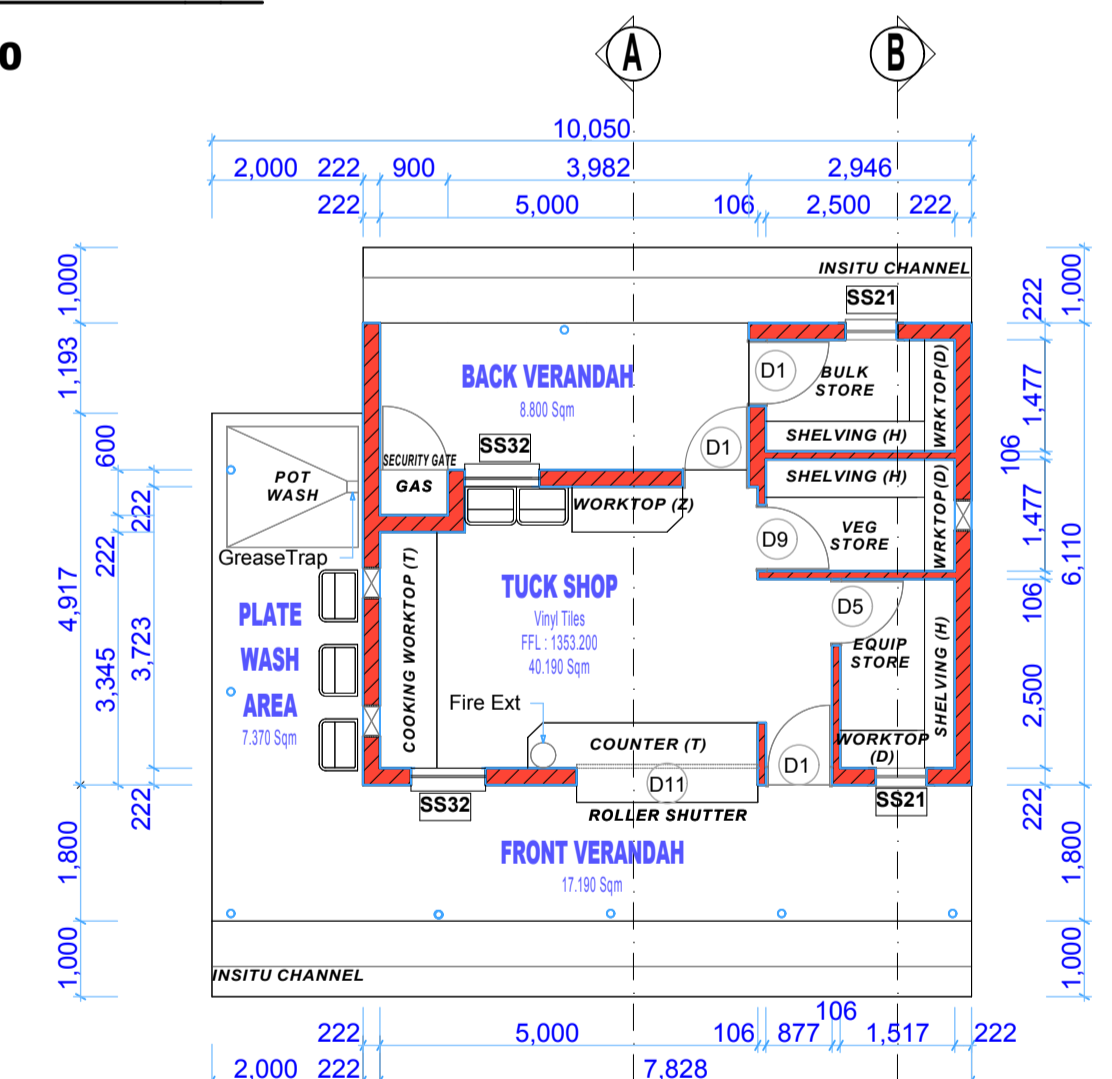 0
A
B
10,050
2,000 222 900 3,982 2,946
222 5,000 106 2,500 222
1,000
1,193
600
222
222
4,917
3,345
3,723
222
1,800
1,000
INSITU CHANNEL
SS21
BACK VERANDAH
8.800 Sqm
D1
BULK
STORE
WRKTOP(D)
SHELVING (H)
D1
SS32
SECURITY GATE
GAS
POT
WASH
GreaseTrap
WORKTOP (Z)
SHELVING (H)
WRKTOP(D)
D9
VEG
STORE
TUCK SHOP
Vinyl Tiles
FFL : 1353.200
40.190 Sqm
COOKING WORKTOP (T)
PLATE
WASH
AREA
7.370 Sqm
D5
EQUIP
STORE
SHELVING (H)
Fire Ext
COUNTER (T)
WORKTOP
(D)
D11
D1
SS32
SS21
ROLLER SHUTTER
FRONT VERANDAH
17.190 Sqm
INSITU CHANNEL
1,000
222
1,477
106
1,477
6,110
106
2,500
222
1,800
1,000
106
222 5,000 106 877 1,517 222
2,000 222 7,828